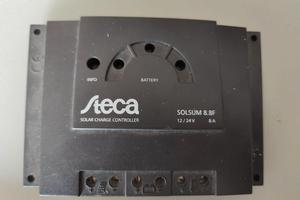 INFO
BATTERY
Steca
SOLAR CHARGE CONTROLLER
SOLSUM 8.8F
12 / 24 V 8 A